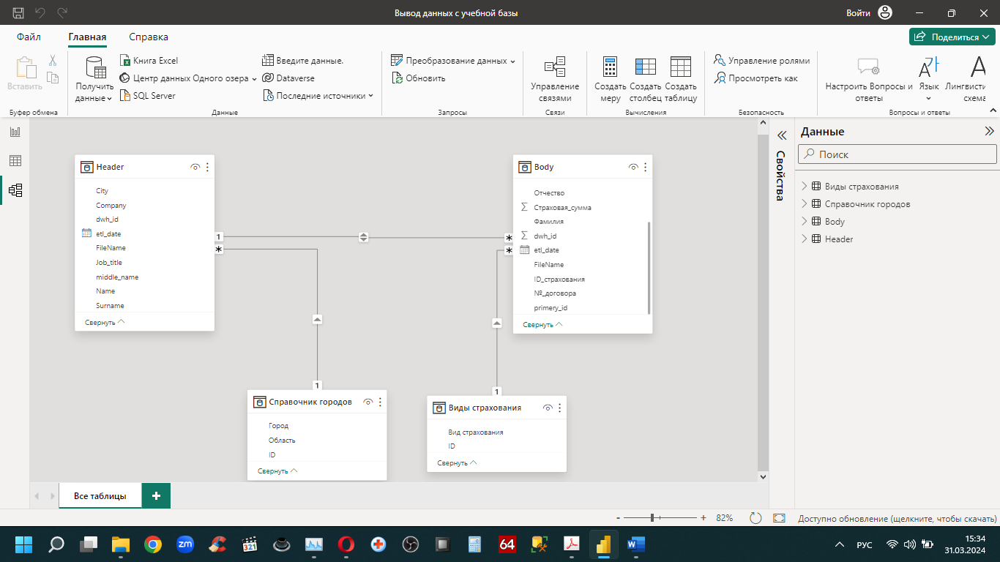 Вывод данных с учебной базы
Войти
Файл
Главная
Справка
Поделиться
Вставить
Буфер обмена
Получить данные
Книга Excel
Центр данных Одного озера
SQL Server
Введите данные.
Dataverse
Последние источники
Данные
Преобразование данных
Обновить
Запросы
Управление связями
Связи
Создать меру
Создать столбец
Создать таблицу
Вычисления
Управление ролями
Просмотреть как
Безопасность
Настроить Вопросы и ответы
Язык
Лингвисти
схема
Вопросы и ответы
Header
City
Company
dwh_id
etl_date
FileName
Job_title
middle_name
Name
Surname
Свернуть
1
*
*
*
Body
Отчество
Страховая_сумма
Фамилия
dwh_id
etl_date
FileName
ID_страхования
№_договора
primery_id
Свернуть
1
Справочник городов
Город
Область
ID
Свернуть
1
Виды страхования
Вид страхования
ID
Свернуть
Свойства
Данные
Поиск
Виды страхования
Справочник городов
Body
Header
Все таблицы
+
- + 82%
Доступно обновление (щелкните, чтобы скачать)
zm
321
64
РУС
15:34
31.03.2024